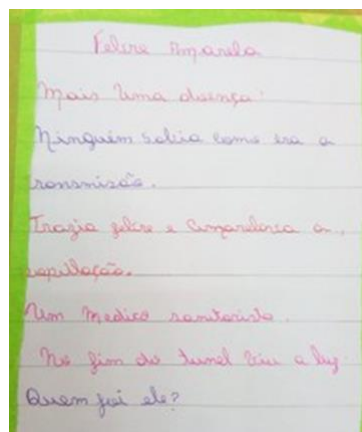 Febre Amarela
Mais uma doença.
Ninguém sabia como era a
transmisão.
Trazia febre e amarelava a
população.
Um medico sanitarista.
No fim do tunel viu a luz
Quem foi ele?